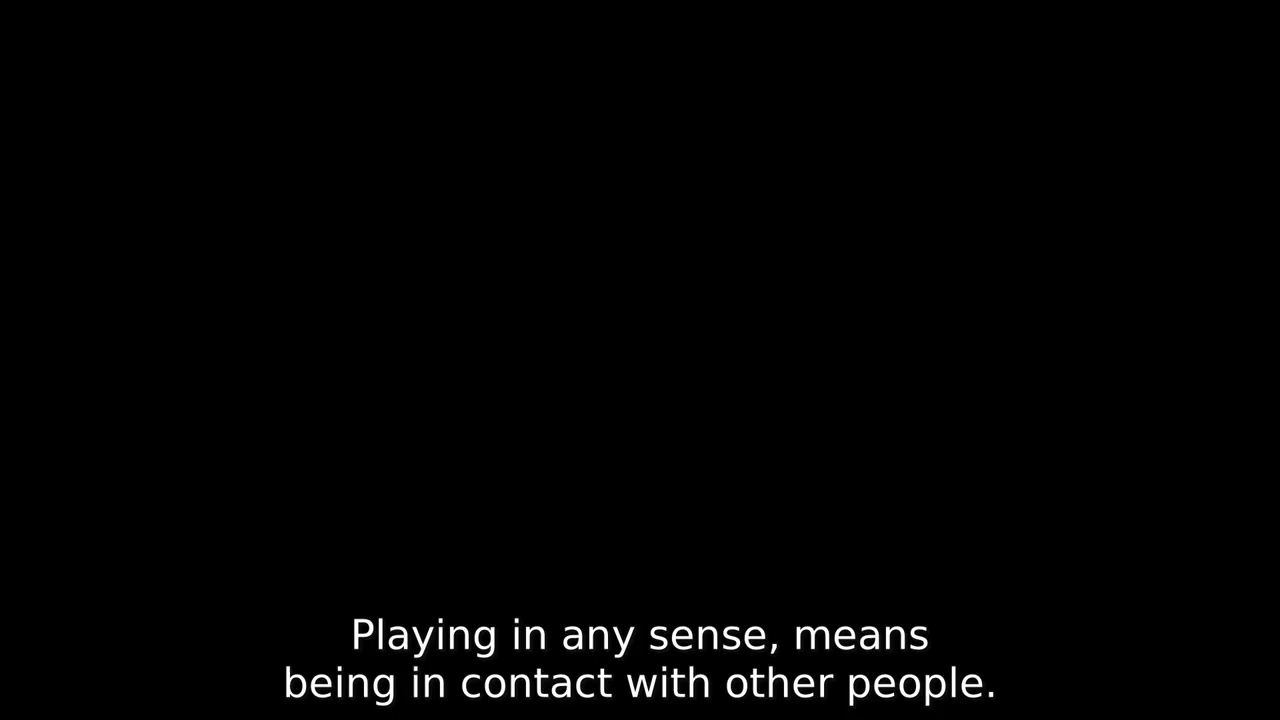 Playing in any sense, means
being in contact with other people.